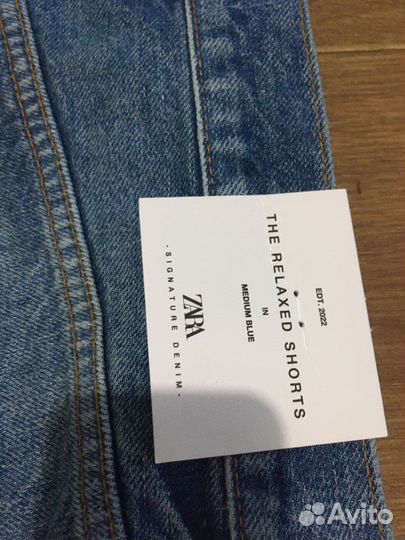 EDT. 2022
THE RELAXED SHORTS
IN
MEDIUM BLUE
ZARA
- SIGNATURE DENIM -
Avito